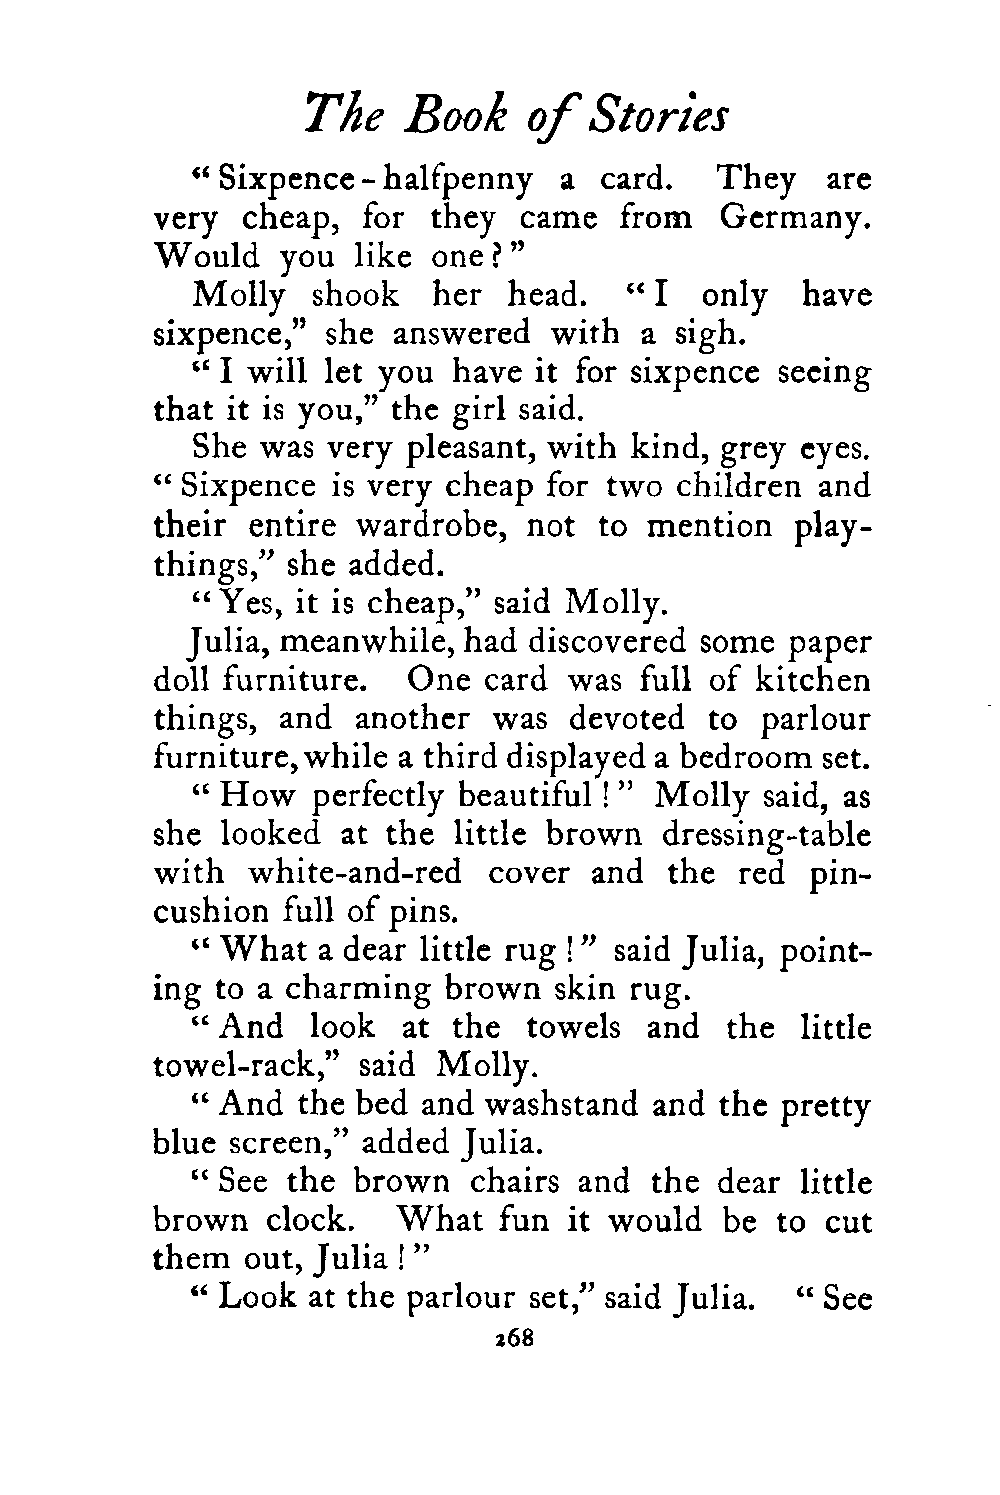 The Book of Stories
“ Sixpence - halfpenny a card. They are
very cheap, for they came from Germany.
Would you like one ? ”
Molly shook her head. “ I only have
sixpence,” she answered with a sigh.
“ I will let you have it for sixpence seeing
that it is you,” the girl said.
She was very pleasant, with kind, grey eyes.
“ Sixpence is very cheap for two children and
their entire wardrobe, not to mention play-
things,” she added.
“ Yes, it is cheap,” said Molly.
Julia, meanwhile, had discovered some paper
doll furniture. One card was full of kitchen
things, and another was devoted to parlour
furniture, while a third displayed a bedroom set.
“ How perfectly beautiful ! ” Molly said, as
she looked at the little brown dressing-table
with white-and-red cover and the red pin-
cushion full of pins.
“ What a dear little rug ! ” said Julia, point-
ing to a charming brown skin rug.
“ And look at the towels and the little
towel-rack,” said Molly.
“ And the bed and washstand and the pretty
blue screen,” added Julia.
“ See the brown chairs and the dear little
brown clock. What fun it would be to cut
them out, Julia ! ”
“ Look at the parlour set,” said Julia. “ See
268